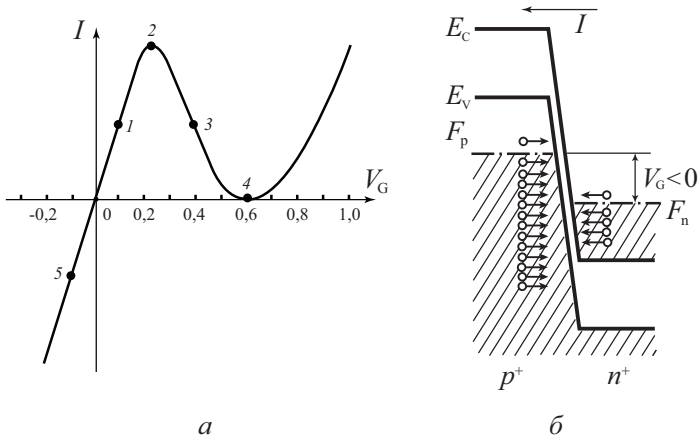 I
2
1
3
4
5
V_G
-0,2
0
0,2
0,4
0,6
0,8
1,0
а
E_C
I
E_V
F_p
V_G<0
F_n
p⁺
n⁺
б